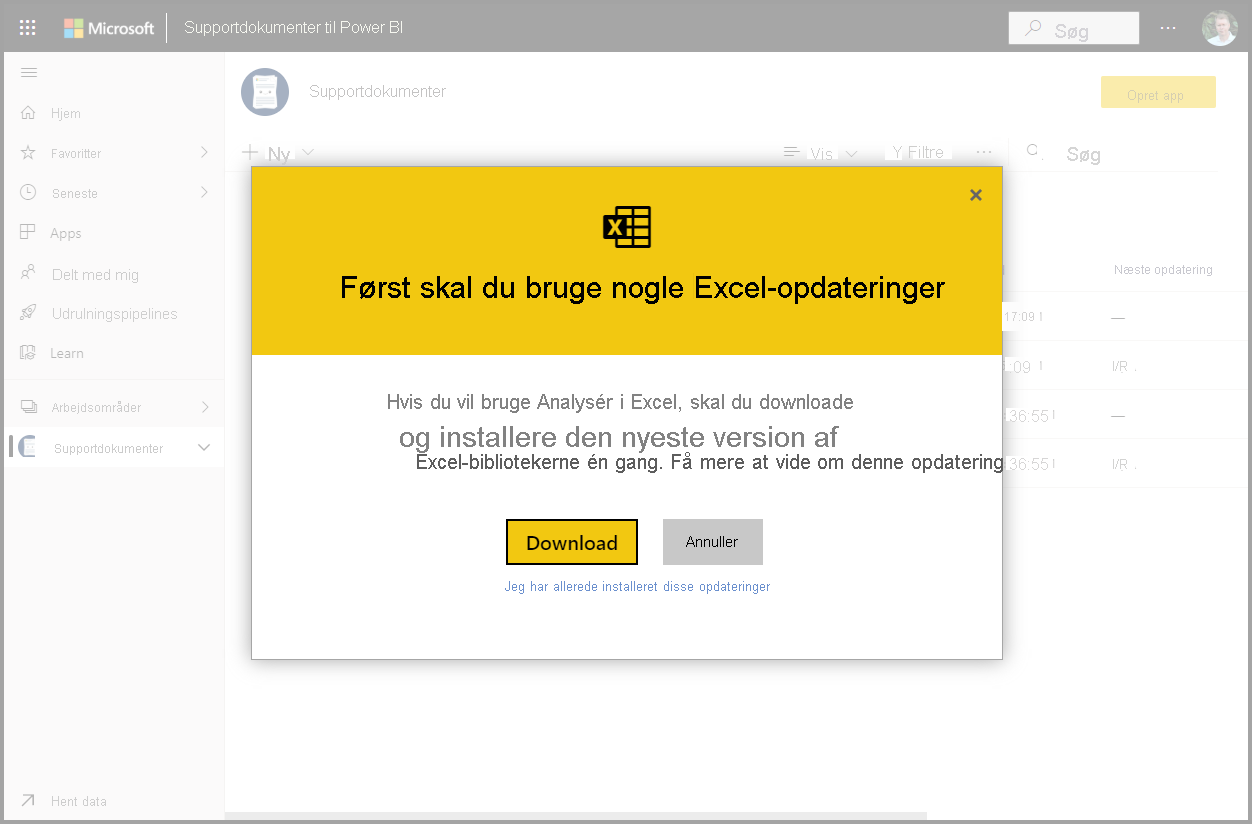 Microsoft
Supportdokumenter til Power BI
Søg
Supportdokumenter
Opret app
Hjem
Favoritter
Seneste
Apps
Delt med mig
Udrulningspipelines
Learn
Arbejdsområder
Supportdokumenter
Hent data
Ny
Vis
Filtre
Søg
Næste opdatering
17:09
—
:09
I/R .
36:55
—
36:55
I/R .
Først skal du bruge nogle Excel-opdateringer
Hvis du vil bruge Analysér i Excel, skal du downloade
og installere den nyeste version af
Excel-bibliotekerne én gang. Få mere at vide om denne opdatering
Download
Annuller
Jeg har allerede installeret disse opdateringer